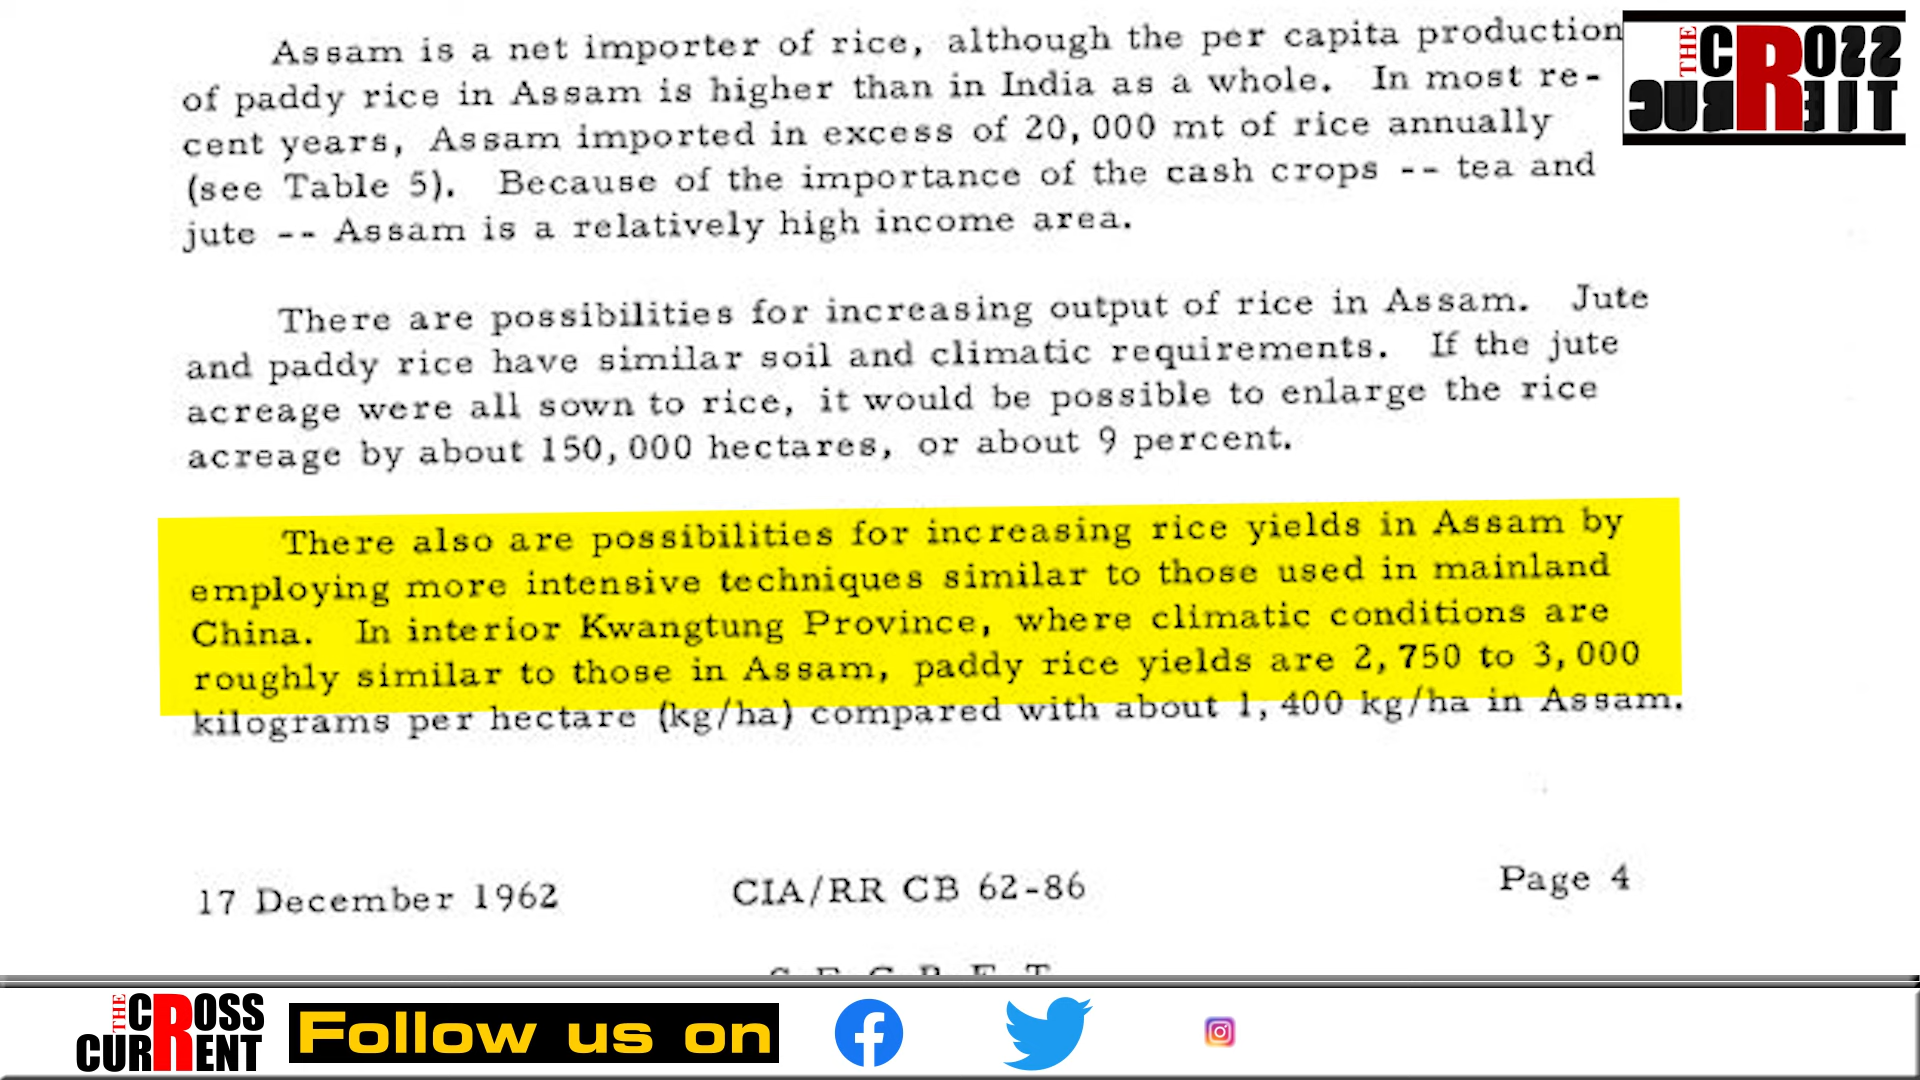 Assam is a net importer of rice, although the per capita production
of paddy rice in Assam is higher than in India as a whole. In most re-
cent years, Assam imported in excess of 20,000 mt of rice annually
(see Table 5). Because of the importance of the cash crops -- tea and
jute -- Assam is a relatively high income area.
There are possibilities for increasing output of rice in Assam. Jute
and paddy rice have similar soil and climatic requirements. If the jute
acreage were all sown to rice, it would be possible to enlarge the rice
acreage by about 150,000 hectares, or about 9 percent.
There also are possibilities for increasing rice yields in Assam by
employing more intensive techniques similar to those used in mainland
China. In interior Kwangtung Province, where climatic conditions are
roughly similar to those in Assam, paddy rice yields are 2,750 to 3,000
kilograms per hectare (kg/ha) compared with about 1,400 kg/ha in Assam.
17 December 1962 CIA/RR CB 62-86 Page 4
SECRET
THE CROSS
CURRENT
THE CROSS
CURRENT
Follow us on